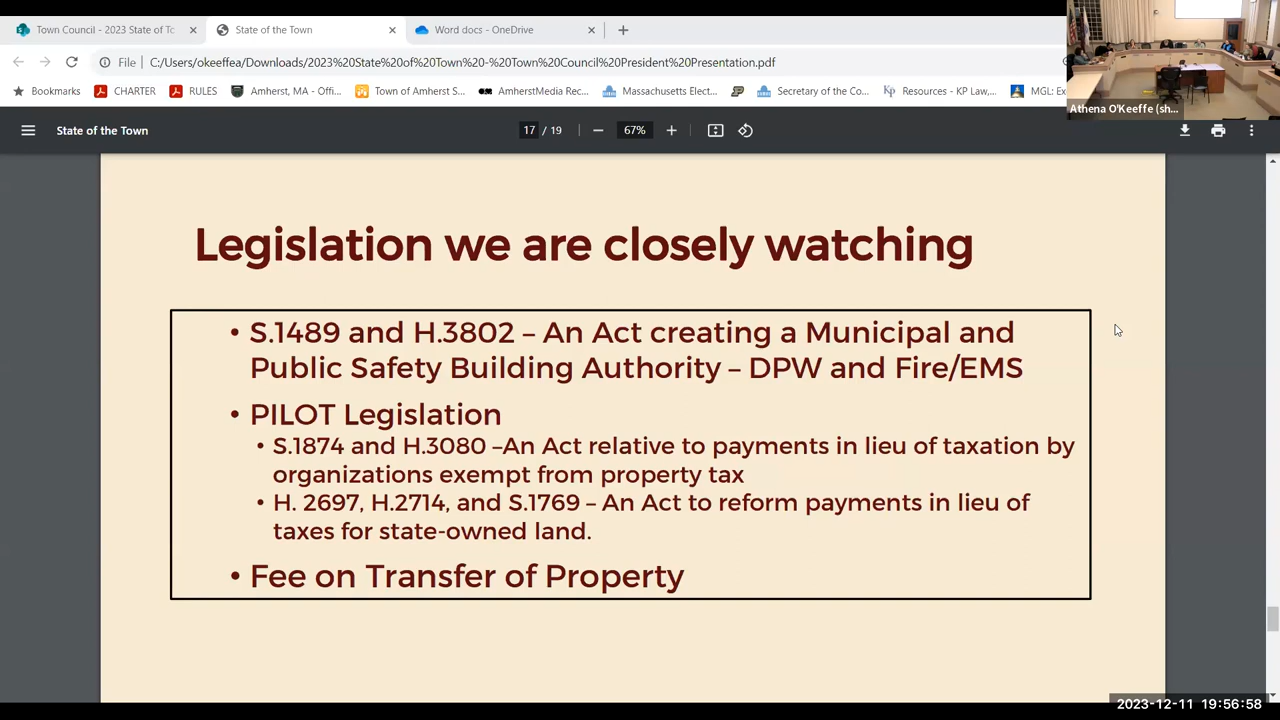 Town Council - 2023 State of To
State of the Town
Word docs - OneDrive
File
C:/Users/okeeffea/Downloads/2023%20State%20of%20the%20Town%20-%20Town%20Council%20President%20Presentation.pdf
Bookmarks
CHARTER
RULES
Amherst, MA - Offi...
Town of Amherst S...
AmherstMedia Rec...
Massachusetts Elect...
Secretary of the Co...
Resources - KP Law,...
MGL: Ex
Athena O'Keeffe (sh...
State of the Town
17 / 19
67%
Legislation we are closely watching
• S.1489 and H.3802 – An Act creating a Municipal and
Public Safety Building Authority – DPW and Fire/EMS
• PILOT Legislation
• S.1874 and H.3080 –An Act relative to payments in lieu of taxation by
organizations exempt from property tax
• H. 2697, H.2714, and S.1769 – An Act to reform payments in lieu of
taxes for state-owned land.
• Fee on Transfer of Property
2023-12-11 19:56:58